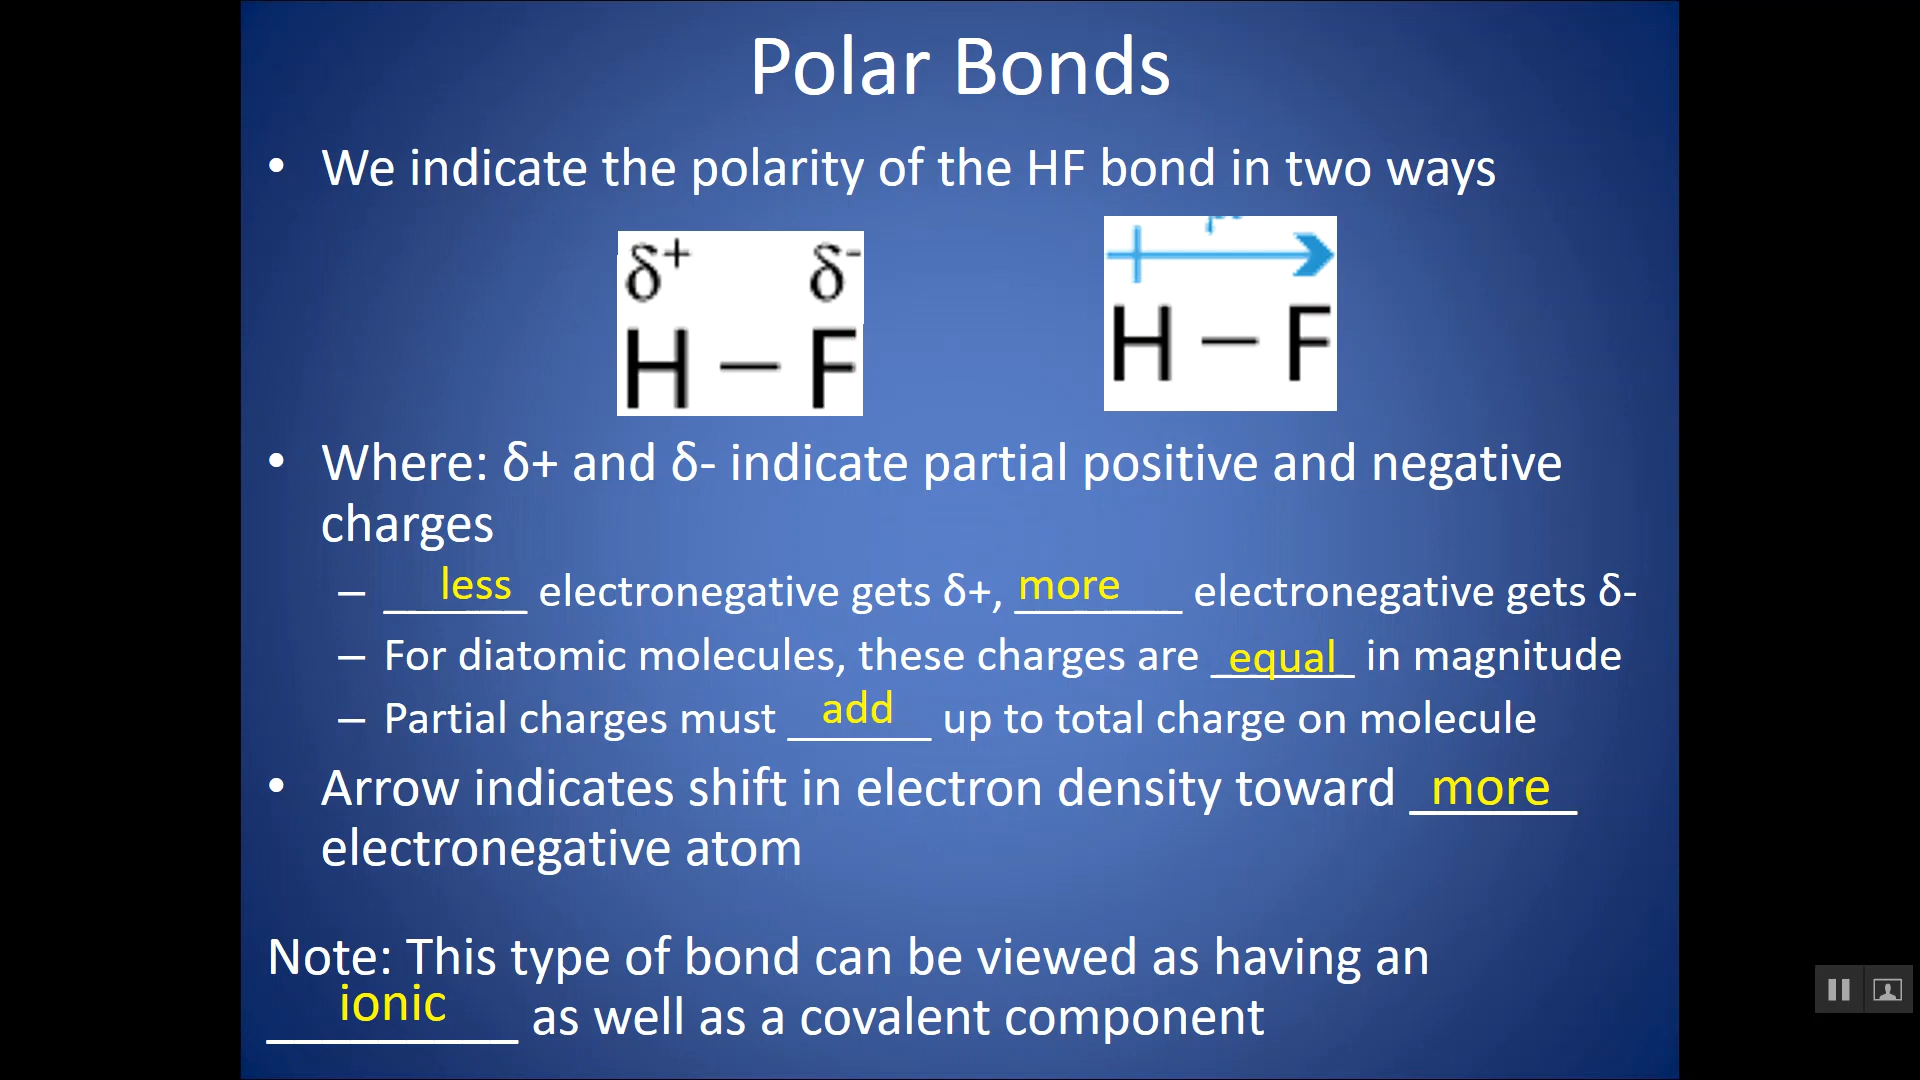 Polar Bonds
• We indicate the polarity of the HF bond in two ways
δ+ δ-
H – F
H – F
• Where: δ+ and δ- indicate partial positive and negative
charges
– less electronegative gets δ+, more electronegative gets δ-
– For diatomic molecules, these charges are equal in magnitude
– Partial charges must add up to total charge on molecule
• Arrow indicates shift in electron density toward more
electronegative atom
Note: This type of bond can be viewed as having an
ionic as well as a covalent component